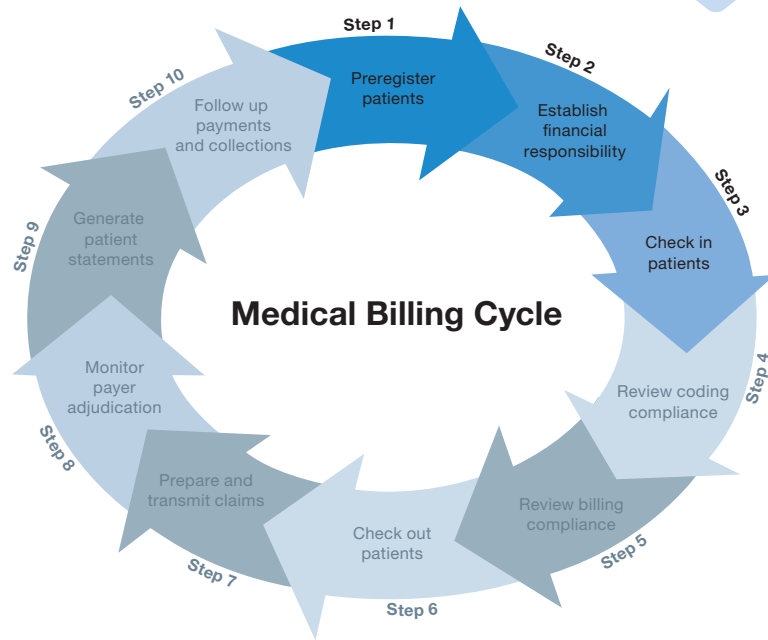 Step 1
Preregister
patients
Step 2
Establish
financial
responsibility
Step 3
Check in
patients
Step 4
Review coding
compliance
Step 5
Review billing
compliance
Step 6
Check out
patients
Step 7
Prepare and
transmit claims
Step 8
Monitor
payer
adjudication
Step 9
Generate
patient
statements
Step 10
Follow up
payments
and collections
Medical Billing Cycle